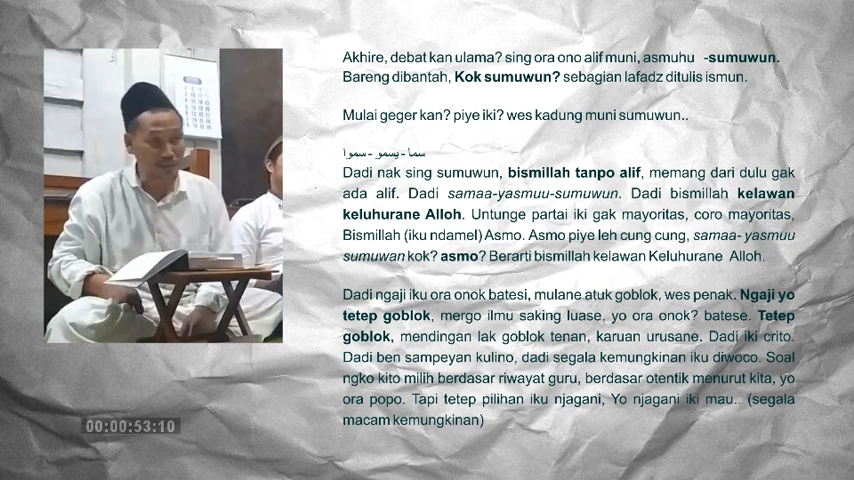 Akhire, debat kan ulama? sing ora ono alif muni, asmuhu -sumuwun.
Bareng dibantah, Kok sumuwun? sebagian lafadz ditulis ismun.
Mulai geger kan? piye iki? wes kadung muni sumuwun..
سما - يسمو - سموا
Dadi nak sing sumuwun, bismillah tanpo alif, memang dari dulu gak
ada alif. Dadi samaa-yasmuu-sumuwun. Dadi bismillah kelawan
keluhurane Alloh. Untunge partai iki gak mayoritas, coro mayoritas,
Bismillah (iku ndamel) Asmo. Asmo piye leh cung cung, samaa- yasmuu
sumuwan kok? asmo? Berarti bismillah kelawan Keluhurane Alloh.
Dadi ngaji iku ora onok batesi, mulane atuk goblok, wes penak. Ngaji yo
tetep goblok, mergo ilmu saking luase, yo ora onok? batese. Tetep
goblok, mendingan lak goblok tenan, karuan urusane. Dadi iki crito.
Dadi ben sampeyan kulino, dadi segala kemungkinan iku diwoco. Soal
ngko kito milih berdasar riwayat guru, berdasar otentik menurut kita, yo
ora popo. Tapi tetep pilihan iku njagani, Yo njagani iki mau.. (segala
macam kemungkinan)
00:00:53:10